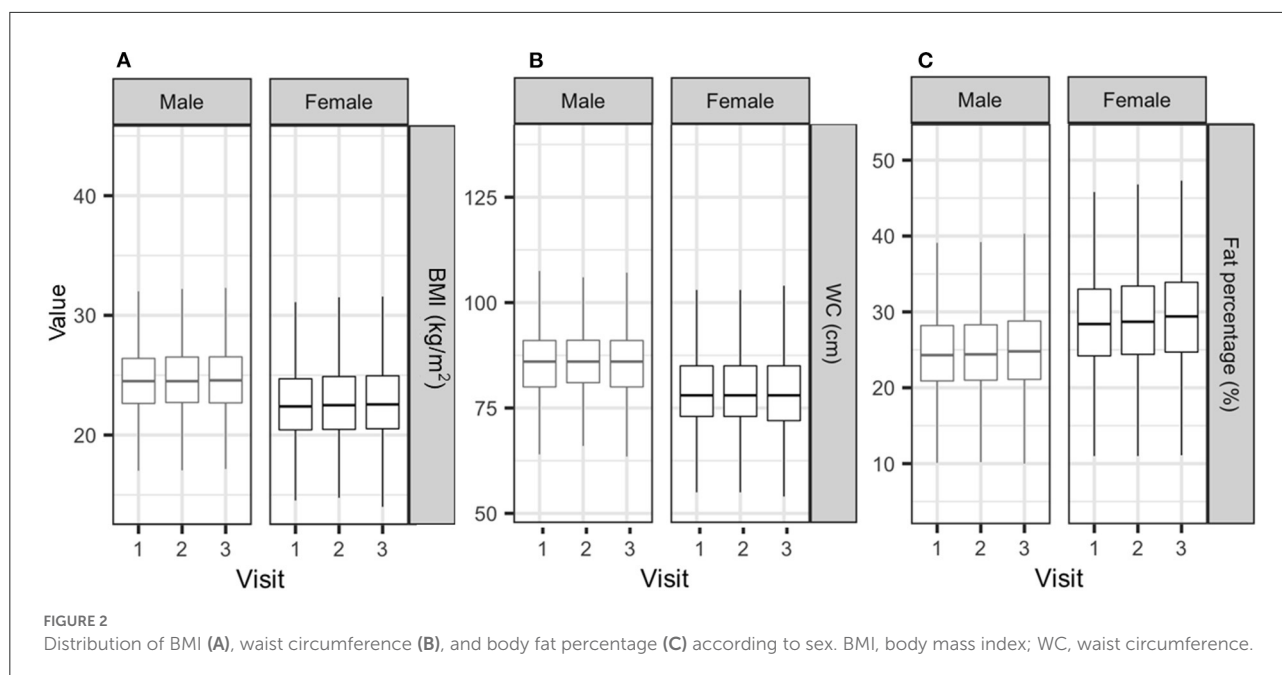 A
Male
Female
Value
40
30
20
BMI (kg/m²)
1 2 3
1 2 3
Visit
B
Male
Female
125
100
75
50
WC (cm)
1 2 3
1 2 3
Visit
C
Male
Female
50
40
30
20
10
Fat percentage (%)
1 2 3
1 2 3
Visit
FIGURE 2
Distribution of BMI (A), waist circumference (B), and body fat percentage (C) according to sex. BMI, body mass index; WC, waist circumference.